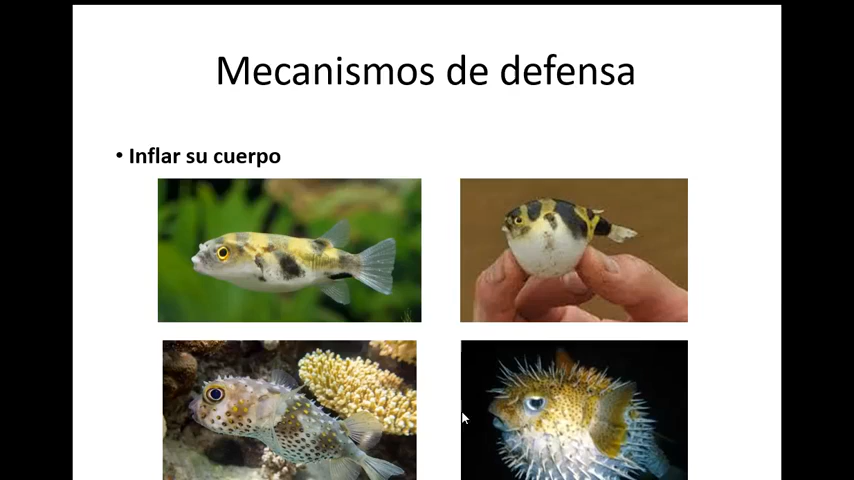 Mecanismos de defensa
• Inflar su cuerpo